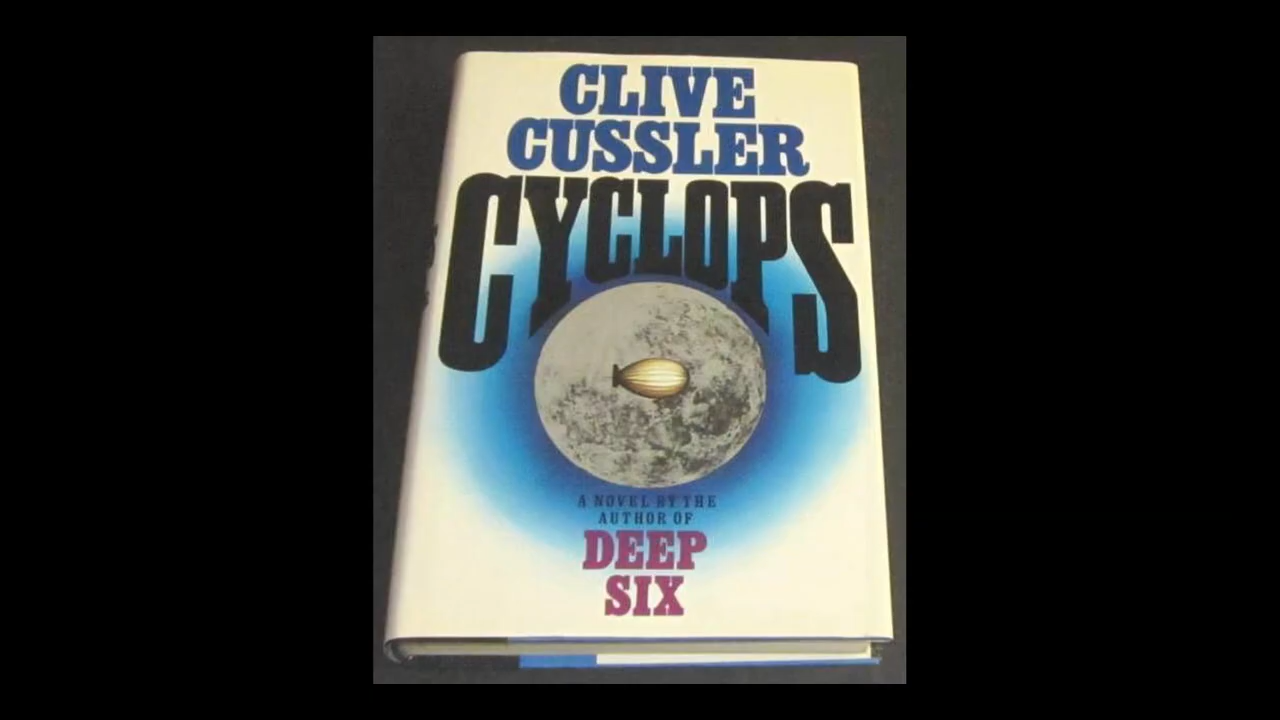 CLIVE
CUSSLER
CYCLOPS
A NOVEL BY THE
AUTHOR OF
DEEP
SIX